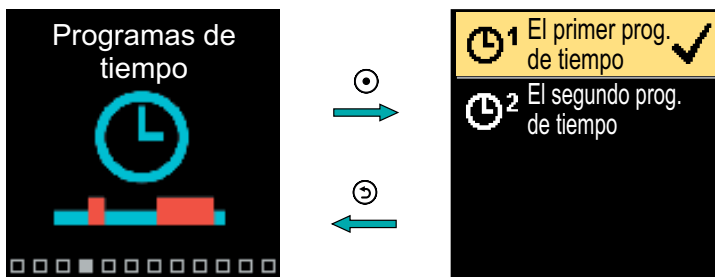 Programas de
tiempo
1 El primer prog.
de tiempo
2 El segundo prog.
de tiempo